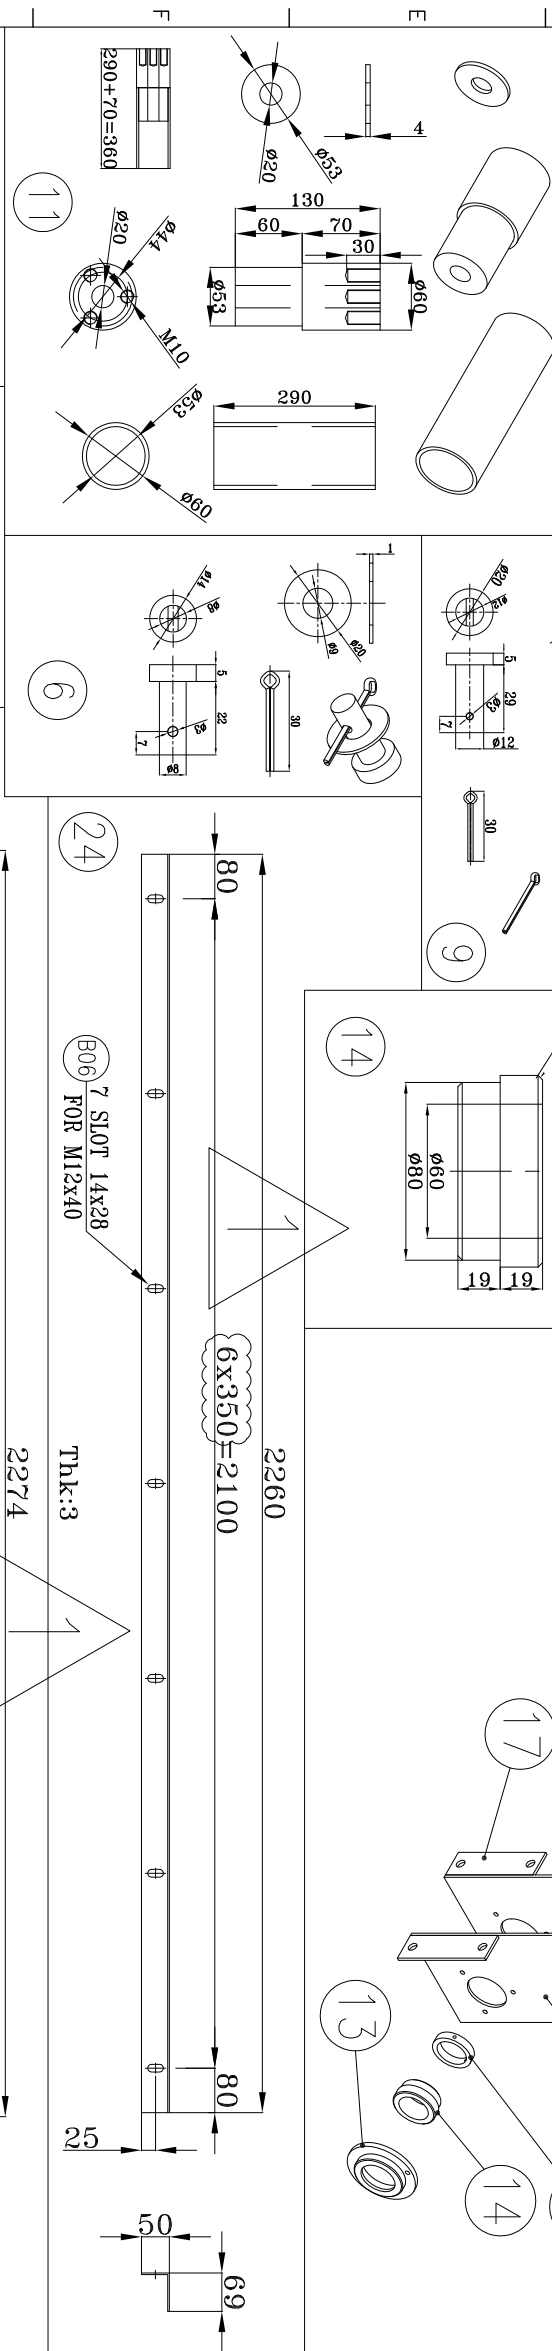 F
E
290+70=360
ø20
ø53
4
11
ø20
ø44
M10
130
60
70
30
ø53
ø60
290
ø53
ø60
ø14
ø8
1
ø20
ø9
30
5
22
ø3
7
ø8
6
ø20
ø12
5
29
ø3
7
ø12
30
9
24
80
2260
B06
7 SLOT 14x28
FOR M12x40
1
6x350=2100
80
25
50
69
Thk:3
2274
1
14
ø60
ø80
19
19
17
13
14